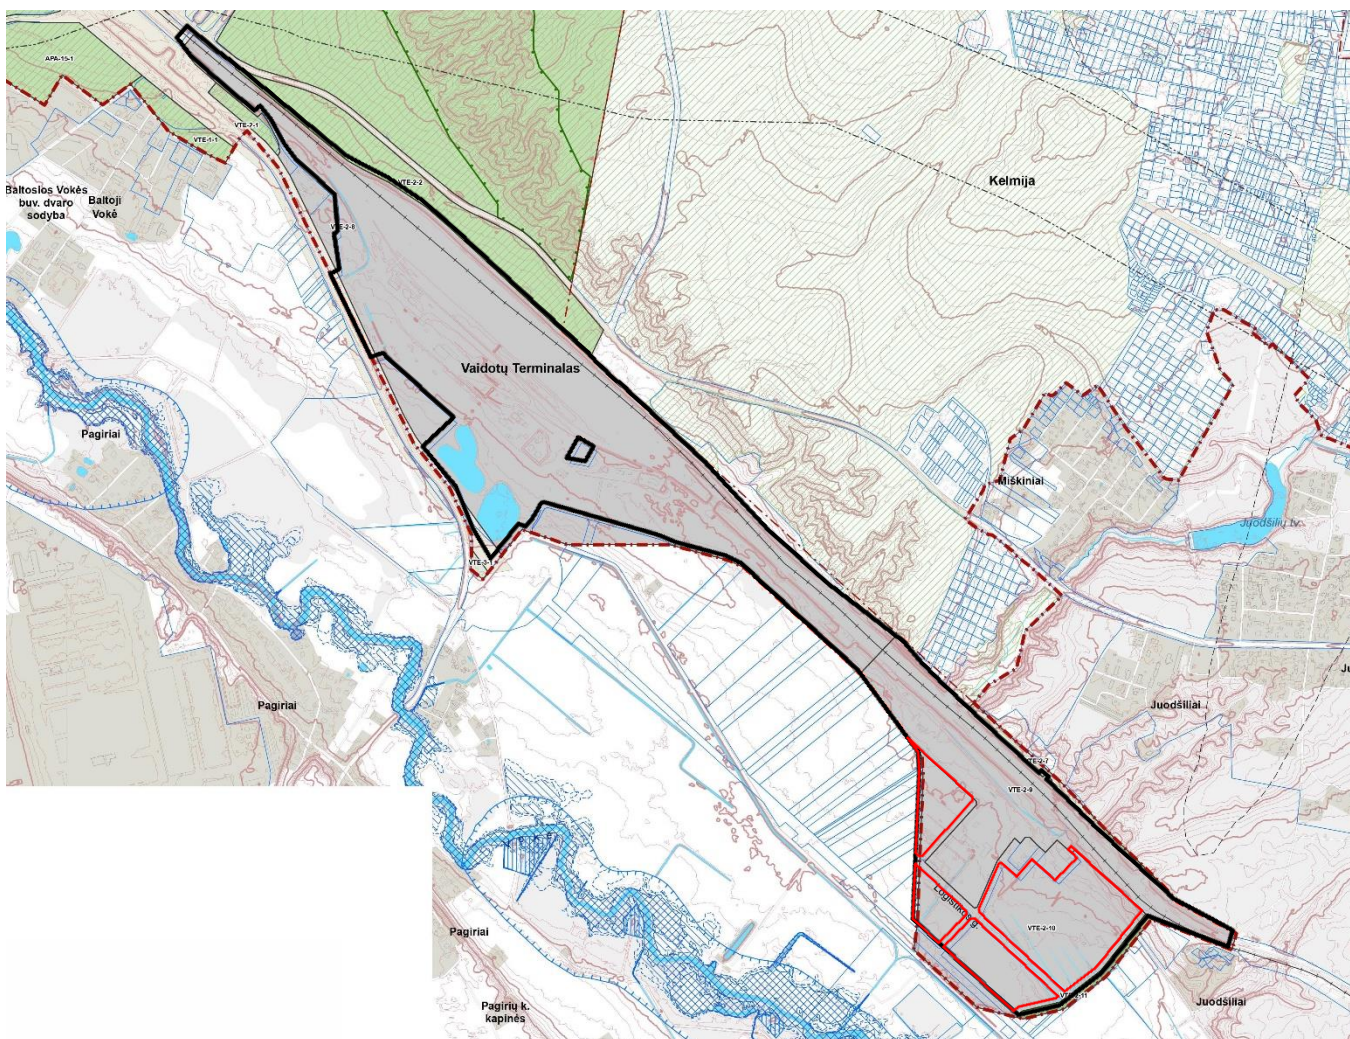 APA-15-1
VTE-2-1
VTE-1-1
VTE-2-2
Kelmija
Baltosios Vokės
buv. dvaro
sodyba
Baltoji
Vokė
VTE-2-8
Vaidotų Terminalas
Pagiriai
Miškiniai
Juodšilių tv.
VTE-3-1
Juodšiliai
Pagiriai
VTE-2-7
VTE-2-9
Logistikos g.
VTE-2-10
Pagiriai
VTE-2-11
Juodšiliai
Pagirių k.
kapinės